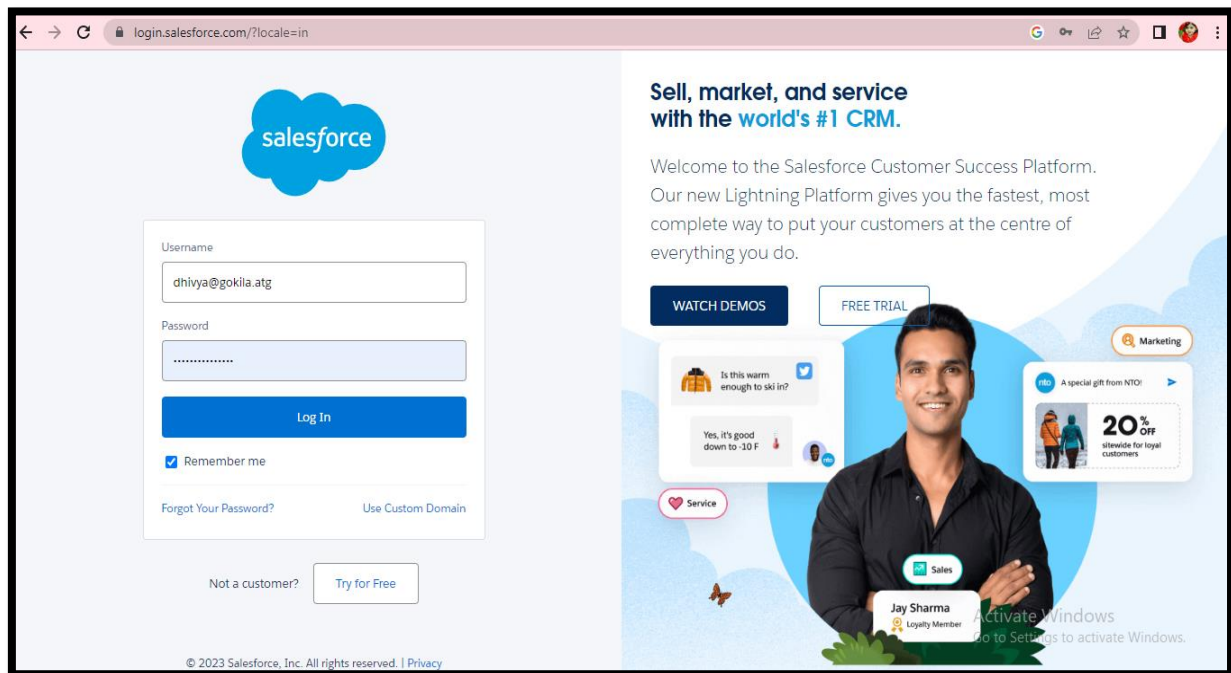 login.salesforce.com/?locale=in
salesforce
Username
dhivya@gokila.atg
Password
...............
Log In
Remember me
Forgot Your Password? Use Custom Domain
Not a customer? Try for Free
© 2023 Salesforce, Inc. All rights reserved. | Privacy
Sell, market, and service
with the world's #1 CRM.
Welcome to the Salesforce Customer Success Platform.
Our new Lightning Platform gives you the fastest, most
complete way to put your customers at the centre of
everything you do.
WATCH DEMOS FREE TRIAL
Marketing
Is this warm
enough to ski in?
Yes, it's good
down to -10 F
nto
Service
nto A special gift from NTO!
20% OFF
sitewide for loyal
customers
Sales
Jay Sharma
Loyalty Member
Activate Windows
Go to Settings to activate Windows.